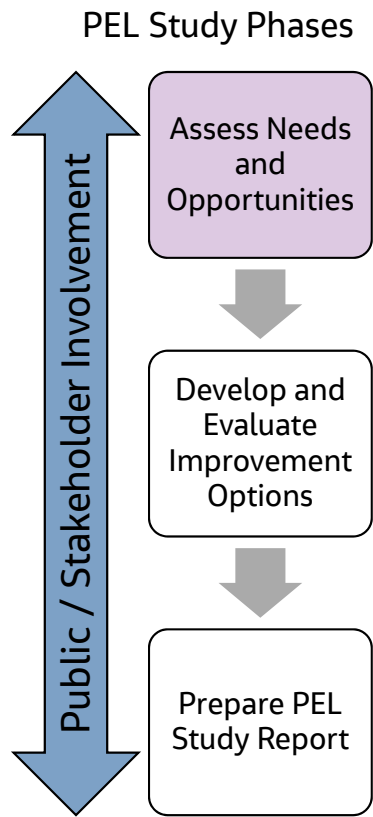 PEL Study Phases
Public / Stakeholder Involvement
Assess Needs
and
Opportunities
Develop and
Evaluate
Improvement
Options
Prepare PEL
Study Report